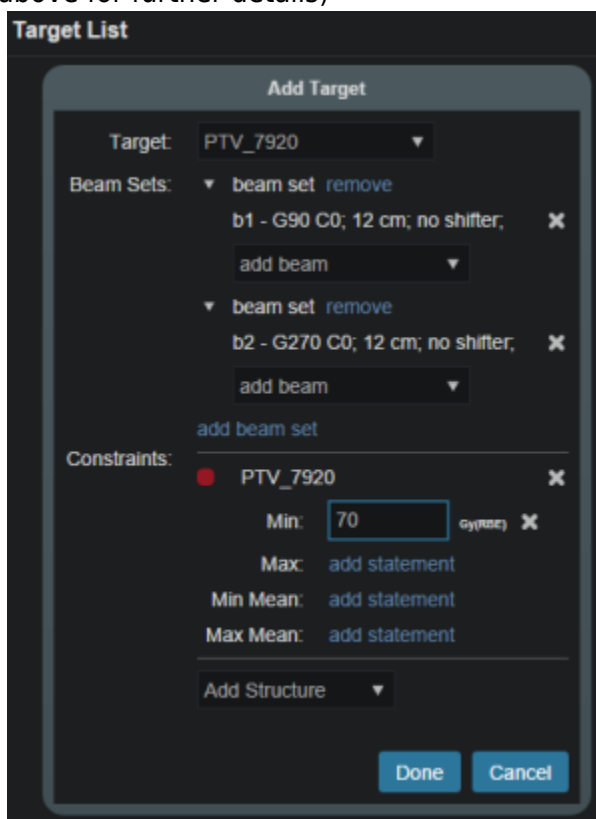 above for further details)
Target List
Add Target
Target: PTV_7920
Beam Sets: beam set remove
b1 - G90 C0; 12 cm; no shifter;
add beam
beam set remove
b2 - G270 C0; 12 cm; no shifter;
add beam
add beam set
Constraints:
PTV_7920
Min: 70 Gy(RBE)
Max: add statement
Min Mean: add statement
Max Mean: add statement
Add Structure
Done Cancel